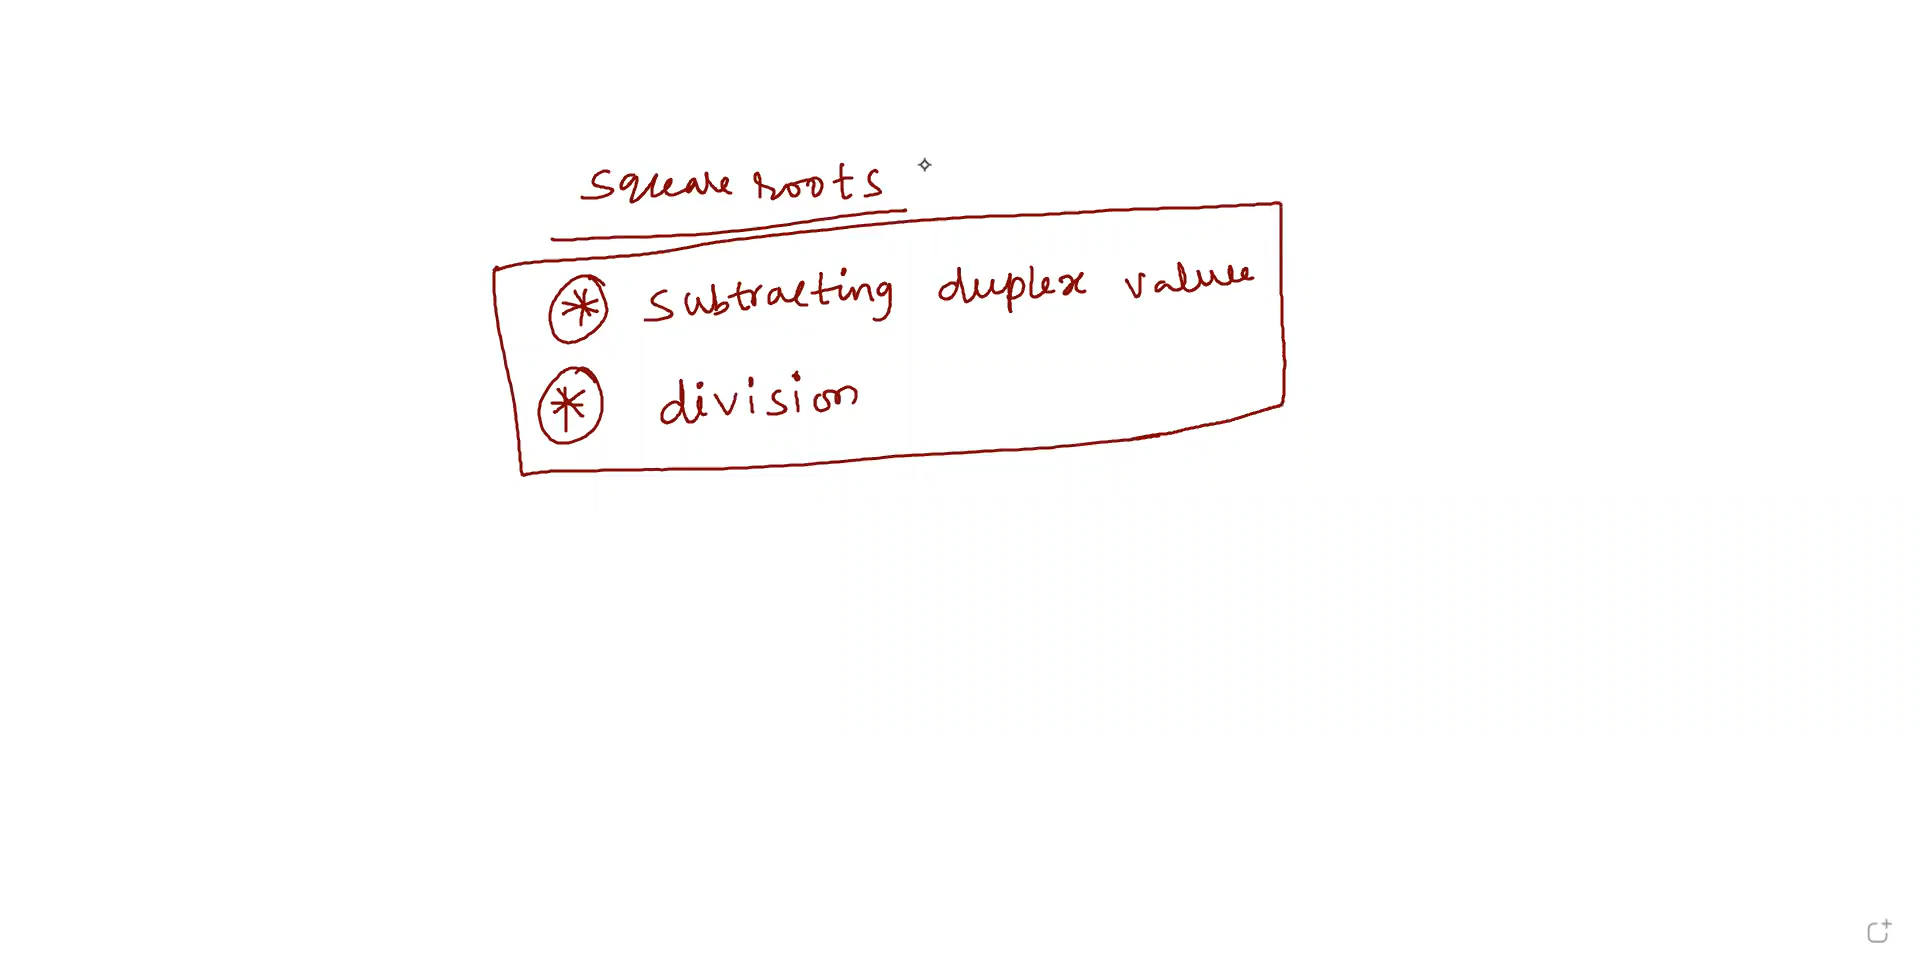 square roots
* subtracting duplex value
* division